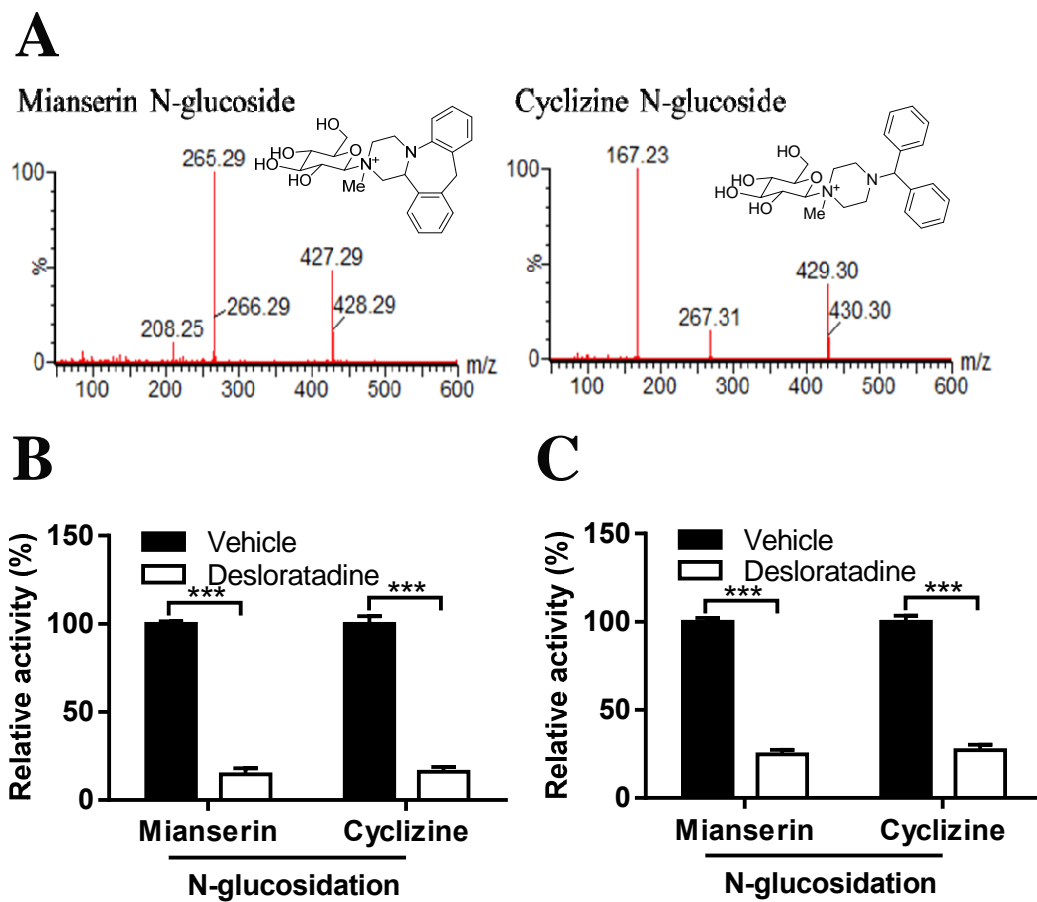 A
Mianserin N-glucoside
265.29
100
%
0
208.25
266.29
427.29
428.29
m/z
100 200 300 400 500 600
HO
HO
HO
HO
O
N
N+
Me
Cyclizine N-glucoside
167.23
100
%
0
267.31
429.30
430.30
m/z
100 200 300 400 500 600
HO
HO
HO
HO
O
N
N+
Me
B
Relative activity (%)
150
100
50
0
Vehicle
Desloratadine
*** ***
Mianserin Cyclizine
N-glucosidation
C
Relative activity (%)
150
100
50
0
Vehicle
Desloratadine
*** ***
Mianserin Cyclizine
N-glucosidation